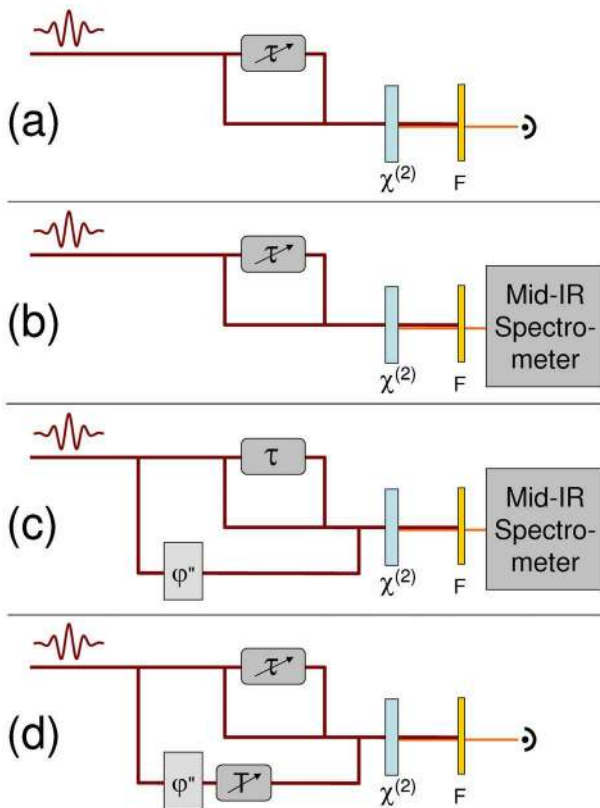 τ
(a)
χ(2)
F
τ
(b)
χ(2)
F
Mid-IR
Spectro-
meter
τ
(c)
φ"
χ(2)
F
Mid-IR
Spectro-
meter
τ
(d)
φ"
T
χ(2)
F